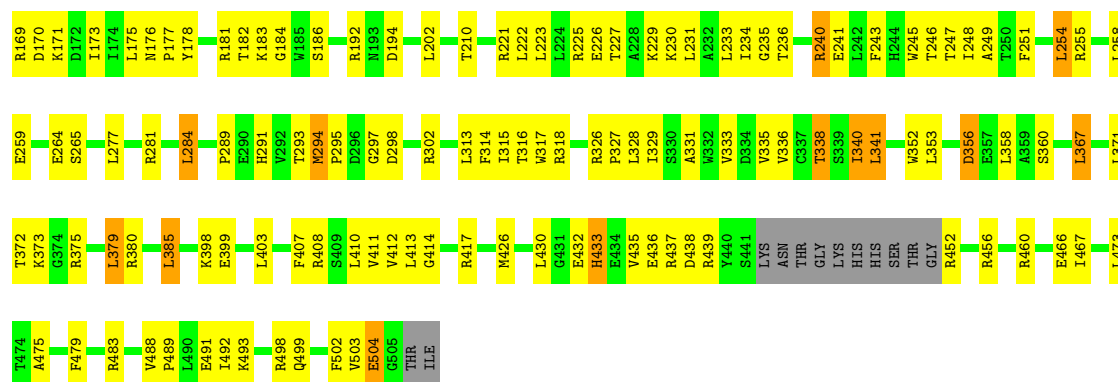 R169 D170 K171 D172 I173 I174 L175 N176 P177 Y178 R181 T182 K183 G184 W185 S186 R192 N193 D194 L202 T210 R221 L222 L223 L224 R225 E226 T227 A228 K229 K230 L231 A232 L233 I234 G235 T236 R240 E241 L242 F243 H244 W245 T246 T247 I248 A249 T250 F251 L254 R255 L258
E259 E264 S265 L277 R281 L284 P289 E290 H291 V292 T293 M294 P295 D296 G297 D298 R302 L313 F314 I315 T316 W317 R318 R326 P327 L328 I329 S330 A331 W332 V333 D334 V335 V336 C337 T338 S339 I340 L341 W352 L353 D356 E357 L358 A359 S360 L367 L371
T372 K373 G374 R375 L379 R380 L385 K398 E399 L403 F407 R408 S409 L410 V411 V412 L413 G414 R417 M426 L430 G431 E432 H433 E434 V435 E436 R437 D438 R439 Y440 S441 LYS ASN THR GLY LYS HIS HIS SER THR GLY R452 R456 R460 E466 I467 L473
T474 A475 F479 R483 V488 P489 L490 E491 I492 K493 R498 Q499 F502 V503 E504 G505 THR ILE